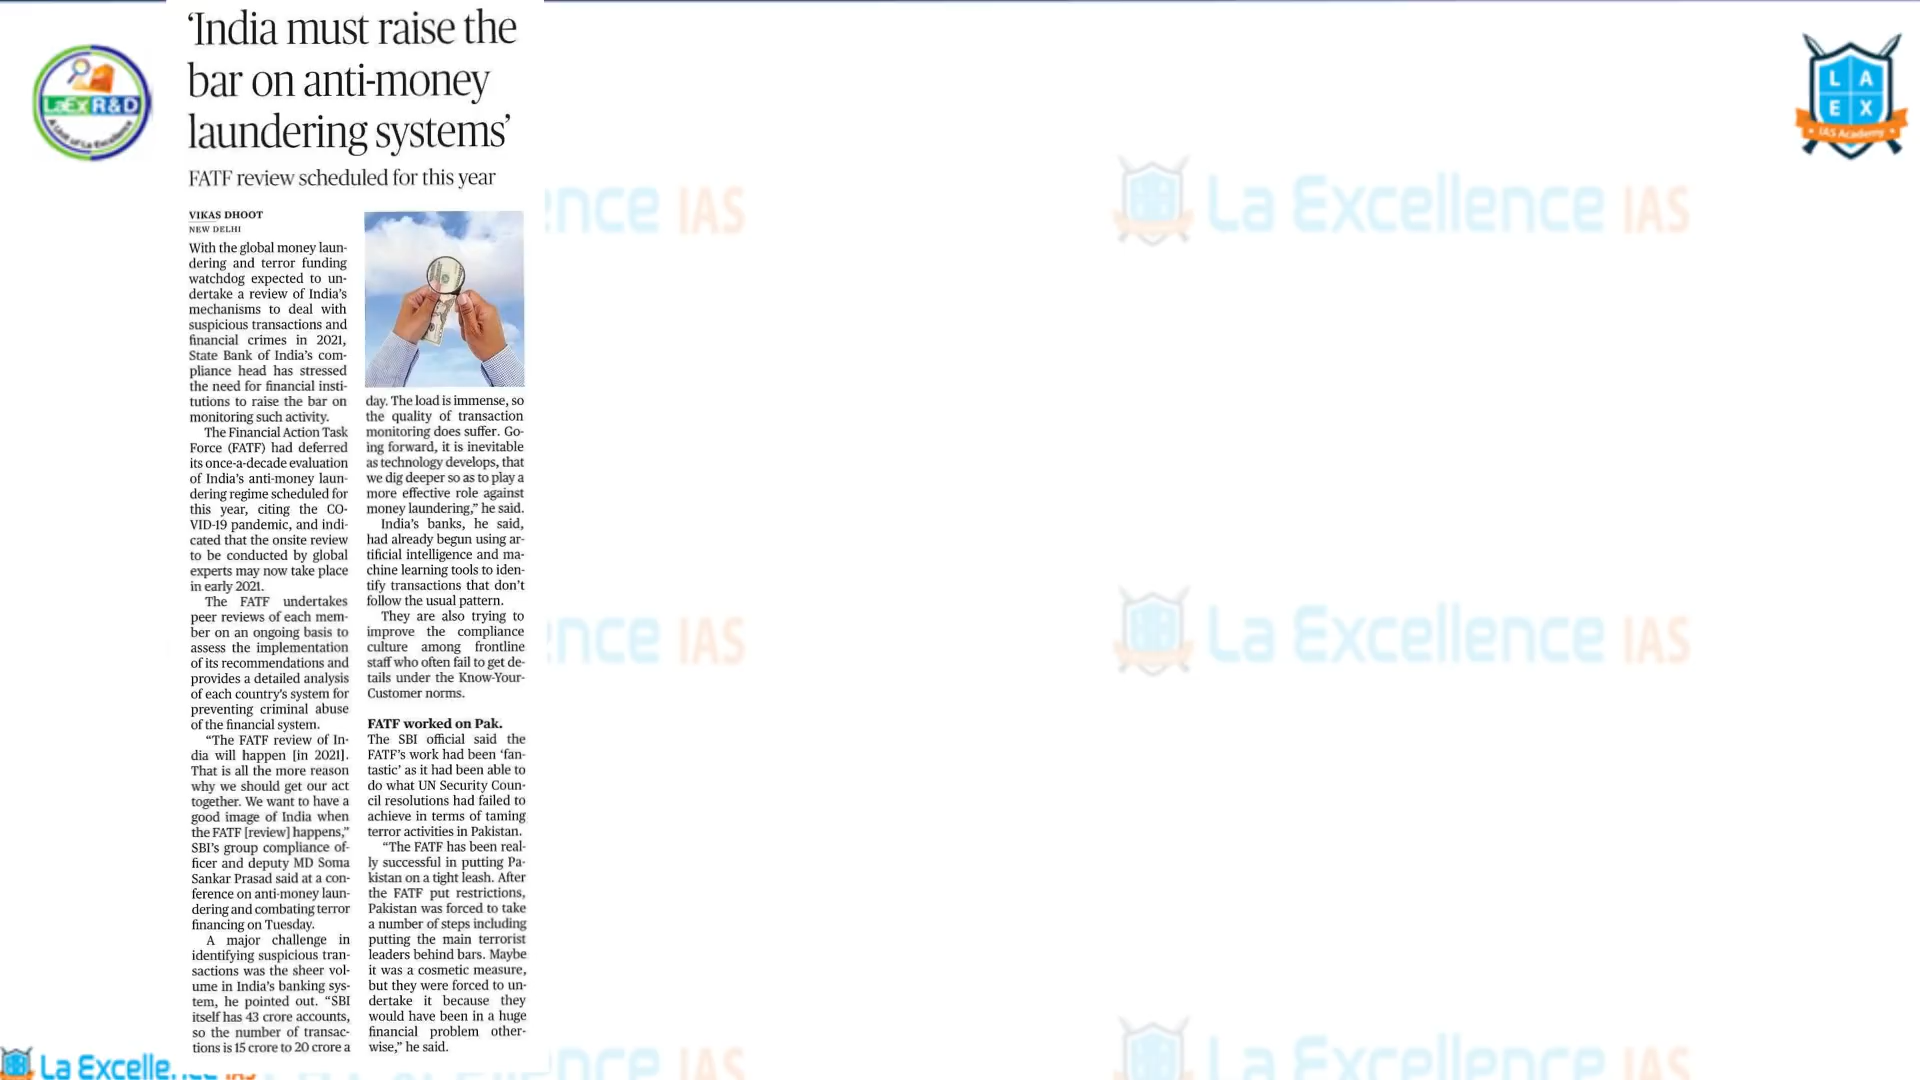 ‘India must raise the
bar on anti-money
laundering systems’
FATF review scheduled for this year
VIKAS DHOOT
NEW DELHI
With the global money laun-
dering and terror funding
watchdog expected to un-
dertake a review of India’s
mechanisms to deal with
suspicious transactions and
financial crimes in 2021,
State Bank of India’s com-
pliance head has stressed
the need for financial insti-
tutions to raise the bar on
monitoring such activity.
The Financial Action Task
Force (FATF) had deferred
its once-a-decade evaluation
of India’s anti-money laun-
dering regime scheduled for
this year, citing the CO-
VID-19 pandemic, and indi-
cated that the onsite review
to be conducted by global
experts may now take place
in early 2021.
The FATF undertakes
peer reviews of each mem-
ber on an ongoing basis to
assess the implementation
of its recommendations and
provides a detailed analysis
of each country’s system for
preventing criminal abuse
of the financial system.
“The FATF review of In-
dia will happen [in 2021].
That is all the more reason
why we should get our act
together. We want to have a
good image of India when
the FATF [review] happens,”
SBI’s group compliance of-
ficer and deputy MD Soma
Sankar Prasad said at a con-
ference on anti-money laun-
dering and combating terror
financing on Tuesday.
A major challenge in
identifying suspicious tran-
sactions was the sheer vol-
ume in India’s banking sys-
tem, he pointed out. “SBI
itself has 43 crore accounts,
so the number of transac-
tions is 15 crore to 20 crore a
day. The load is immense, so
the quality of transaction
monitoring does suffer. Go-
ing forward, it is inevitable
as technology develops, that
we dig deeper so as to play a
more effective role against
money laundering,” he said.
India’s banks, he said,
had already begun using ar-
tificial intelligence and ma-
chine learning tools to iden-
tify transactions that don’t
follow the usual pattern.
They are also trying to
improve the compliance
culture among frontline
staff who often fail to get de-
tails under the Know-Your-
Customer norms.
FATF worked on Pak.
The SBI official said the
FATF’s work had been ‘fan-
tastic’ as it had been able to
do what UN Security Coun-
cil resolutions had failed to
achieve in terms of taming
terror activities in Pakistan.
“The FATF has been real-
ly successful in putting Pa-
kistan on a tight leash. After
the FATF put restrictions,
Pakistan was forced to take
a number of steps including
putting the main terrorist
leaders behind bars. Maybe
it was a cosmetic measure,
but they were forced to un-
dertake it because they
would have been in a huge
financial problem other-
wise,” he said.
LaEx R&D
A Unit of La Excellence
L A
E X
IAS Academy
nce IAS
La Excellence IAS
nce IAS
La Excellence IAS
nce IAS
La Excellence IAS
La Excelle